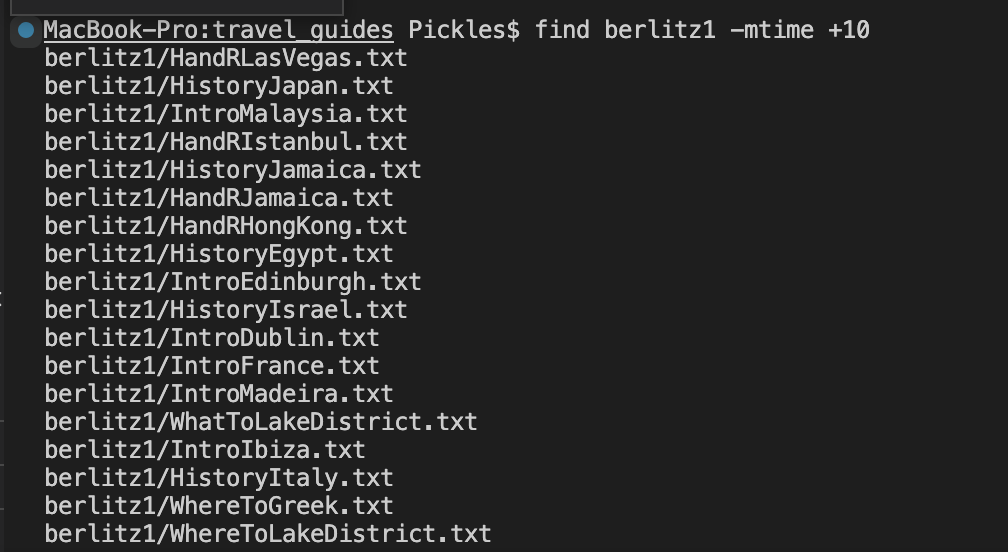 MacBook-Pro:travel_guides Pickles$ find berlitz1 -mtime +10
berlitz1/HandRLasVegas.txt
berlitz1/HistoryJapan.txt
berlitz1/IntroMalaysia.txt
berlitz1/HandRIstanbul.txt
berlitz1/HistoryJamaica.txt
berlitz1/HandRJamaica.txt
berlitz1/HandRHongKong.txt
berlitz1/HistoryEgypt.txt
berlitz1/IntroEdinburgh.txt
berlitz1/HistoryIsrael.txt
berlitz1/IntroDublin.txt
berlitz1/IntroFrance.txt
berlitz1/IntroMadeira.txt
berlitz1/WhatToLakeDistrict.txt
berlitz1/IntroIbiza.txt
berlitz1/HistoryItaly.txt
berlitz1/WhereToGreek.txt
berlitz1/WhereToLakeDistrict.txt